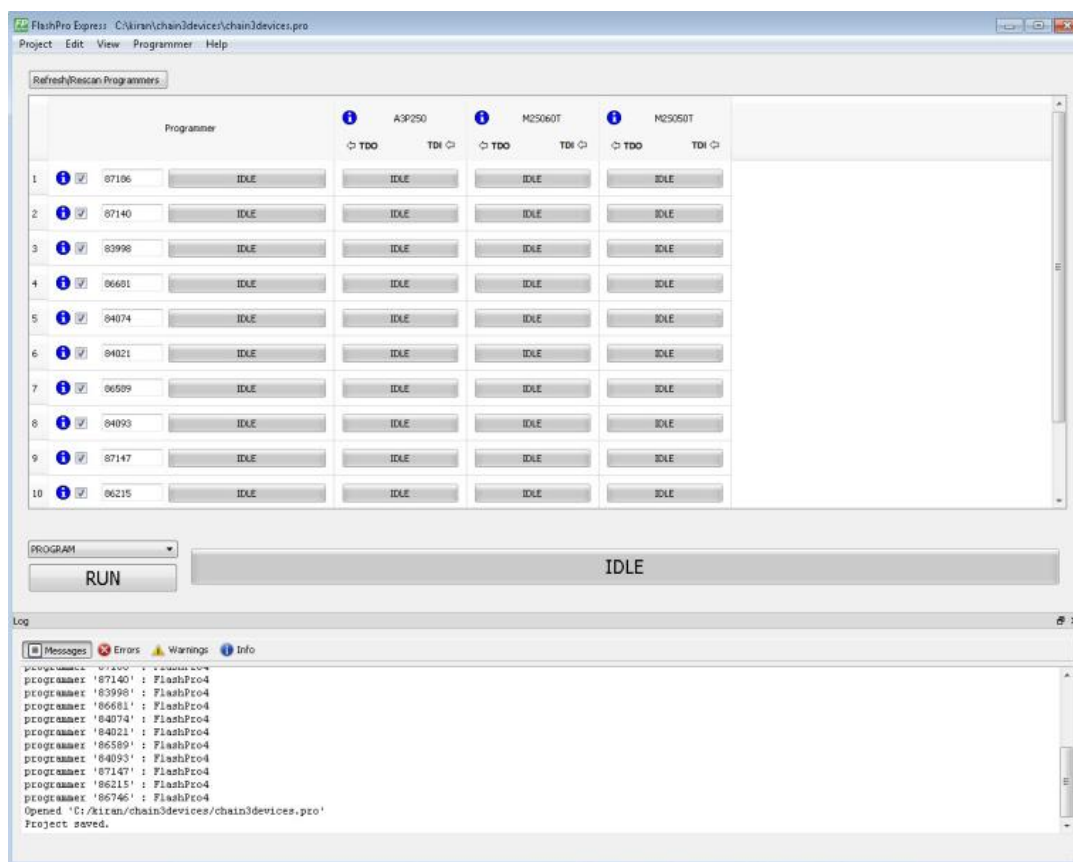 FlashPro Express C:\kiran\chain3devices\chain3devices.pro
Project Edit View Programmer Help
Refresh/Rescan Programmers
Programmer
A3P250
TDO TDI
M2S060T
TDO TDI
M2S050T
TDO TDI
1 87186 IDLE IDLE IDLE IDLE
2 87140 IDLE IDLE IDLE IDLE
3 83998 IDLE IDLE IDLE IDLE
4 86681 IDLE IDLE IDLE IDLE
5 84074 IDLE IDLE IDLE IDLE
6 84021 IDLE IDLE IDLE IDLE
7 86589 IDLE IDLE IDLE IDLE
8 84093 IDLE IDLE IDLE IDLE
9 87147 IDLE IDLE IDLE IDLE
10 86215 IDLE IDLE IDLE IDLE
PROGRAM
RUN
IDLE
Log
Messages Errors Warnings Info
programmer '87186' : FlashPro4
programmer '87140' : FlashPro4
programmer '83998' : FlashPro4
programmer '86681' : FlashPro4
programmer '84074' : FlashPro4
programmer '84021' : FlashPro4
programmer '86589' : FlashPro4
programmer '84093' : FlashPro4
programmer '87147' : FlashPro4
programmer '86215' : FlashPro4
programmer '86746' : FlashPro4
Opened 'C:/kiran/chain3devices/chain3devices.pro'
Project saved.